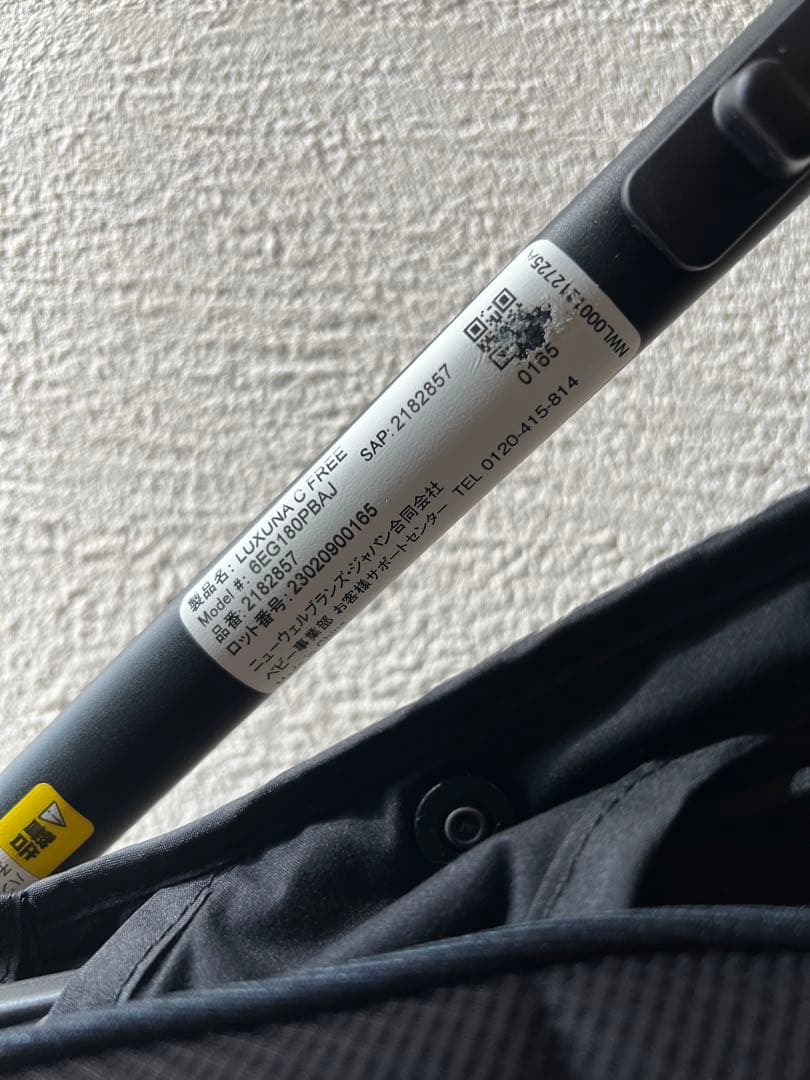 製品名: LUXUNA C FREE
Model #: 6EG180PBAJ
品番: 2182857 SAP: 2182857
ロット番号: 23020900165
ニューウェルブランズ・ジャパン合同会社
ベビー事業部 お客様サポートセンター TEL 0120-415-814
0165
NWL0001212725A
警告